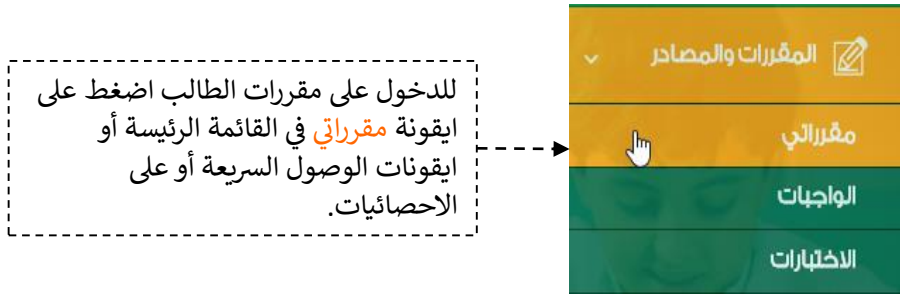 للدخول على مقررات الطالب اضغط على
ايقونة مقرراتي في القائمة الرئيسة أو
ايقونات الوصول السريعة أو على
الاحصائيات.
المقررات والمصادر
مقرراتي
الواجبات
الاختبارات